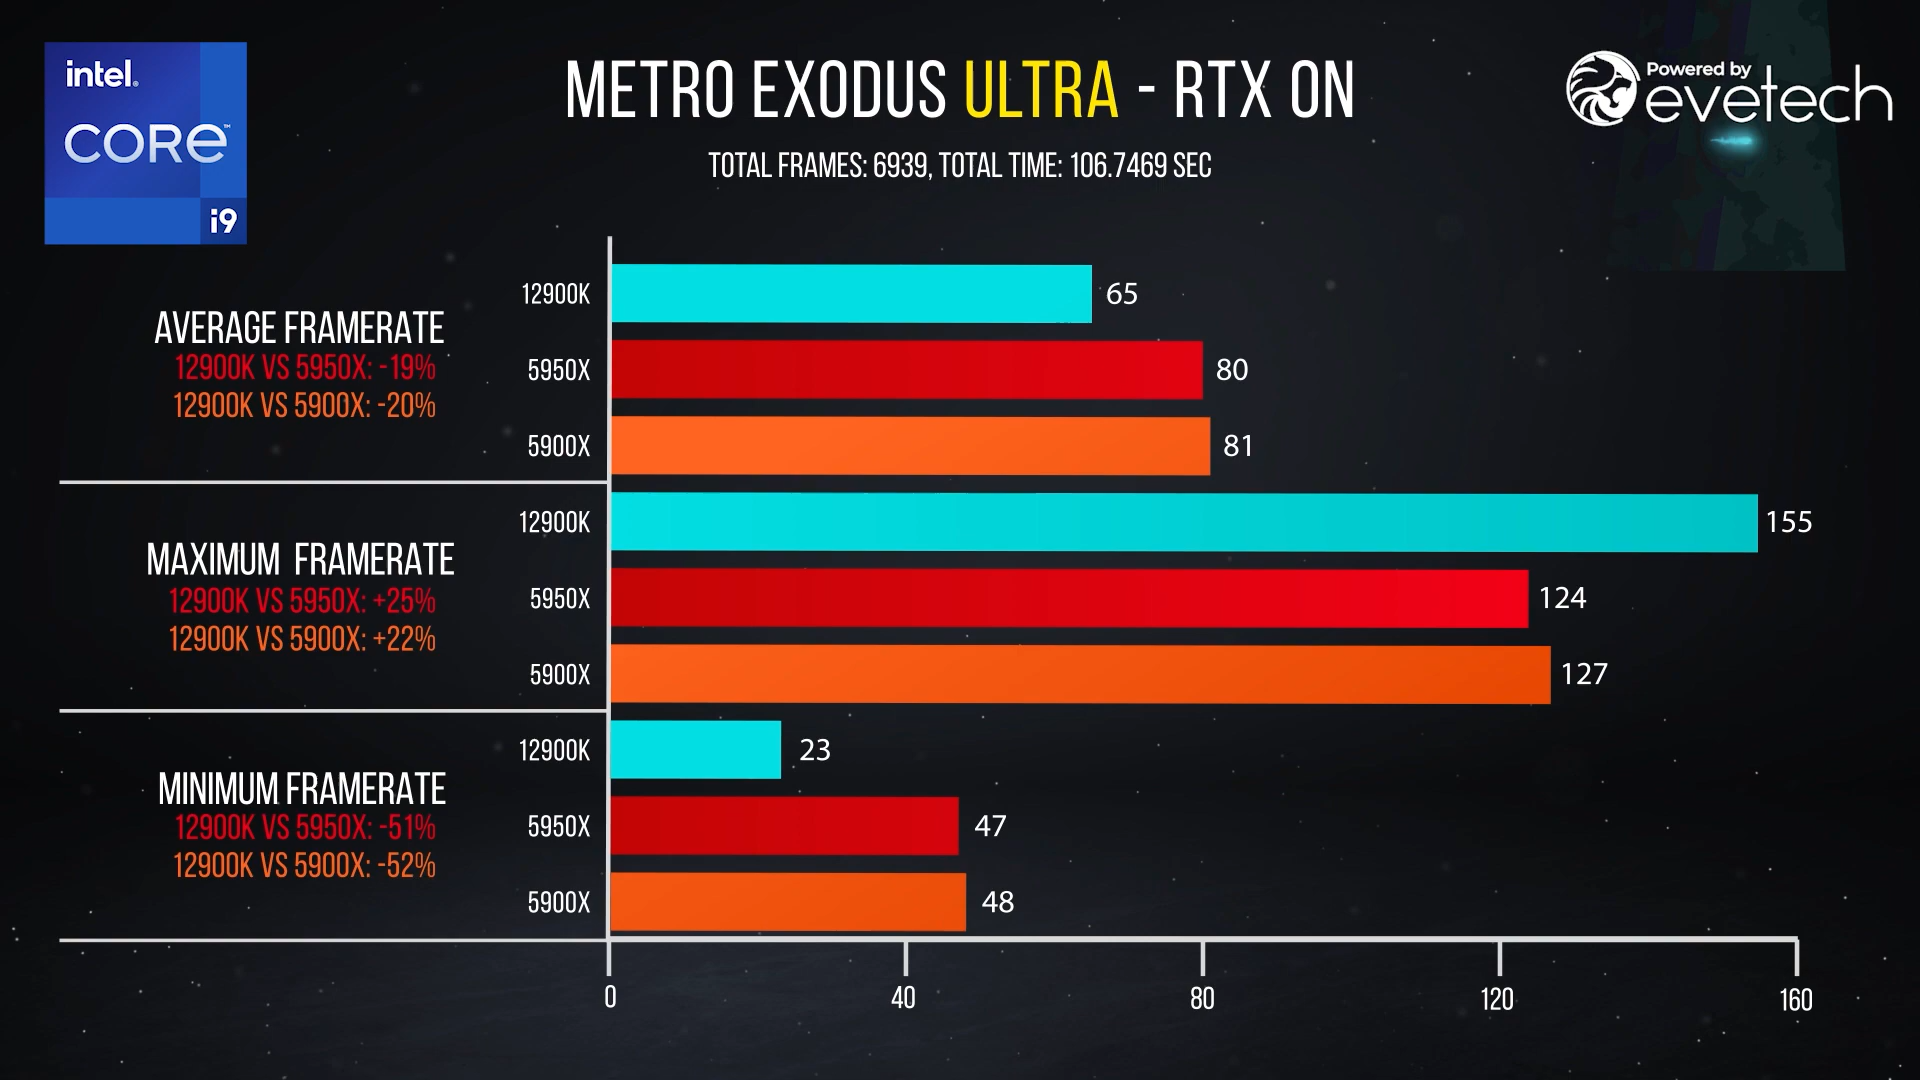 intel.
CORE™
i9
METRO EXODUS ULTRA - RTX ON
TOTAL FRAMES: 6939, TOTAL TIME: 106.7469 SEC
Powered by
evetech
AVERAGE FRAMERATE
12900K VS 5950X: -19%
12900K VS 5900X: -20%
12900K 65
5950X 80
5900X 81
MAXIMUM FRAMERATE
12900K VS 5950X: +25%
12900K VS 5900X: +22%
12900K 155
5950X 124
5900X 127
MINIMUM FRAMERATE
12900K VS 5950X: -51%
12900K VS 5900X: -52%
12900K 23
5950X 47
5900X 48
0 40 80 120 160